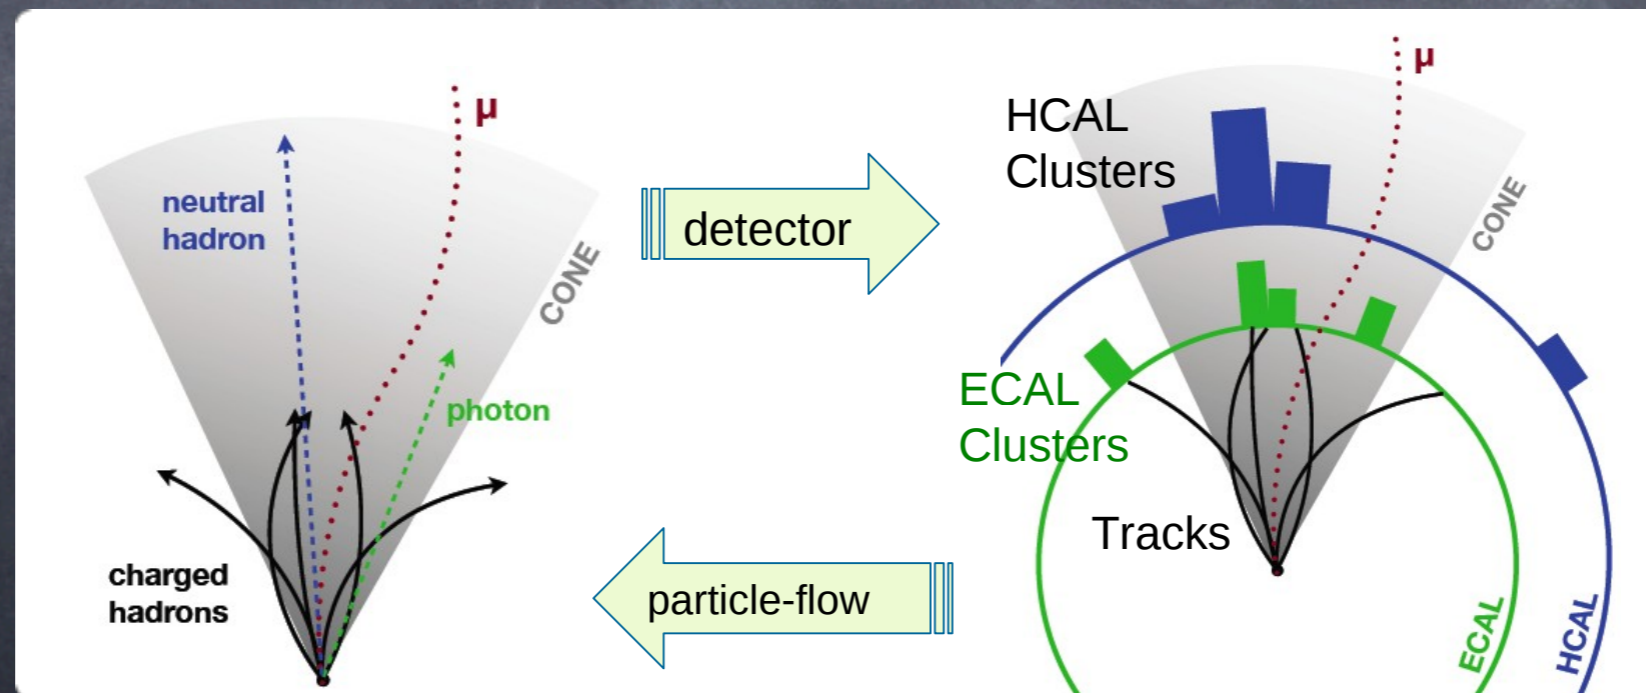 μ
neutral
hadron
CONE
photon
charged
hadrons
detector
particle-flow
μ
HCAL
Clusters
CONE
ECAL
Clusters
Tracks
ECAL
HCAL